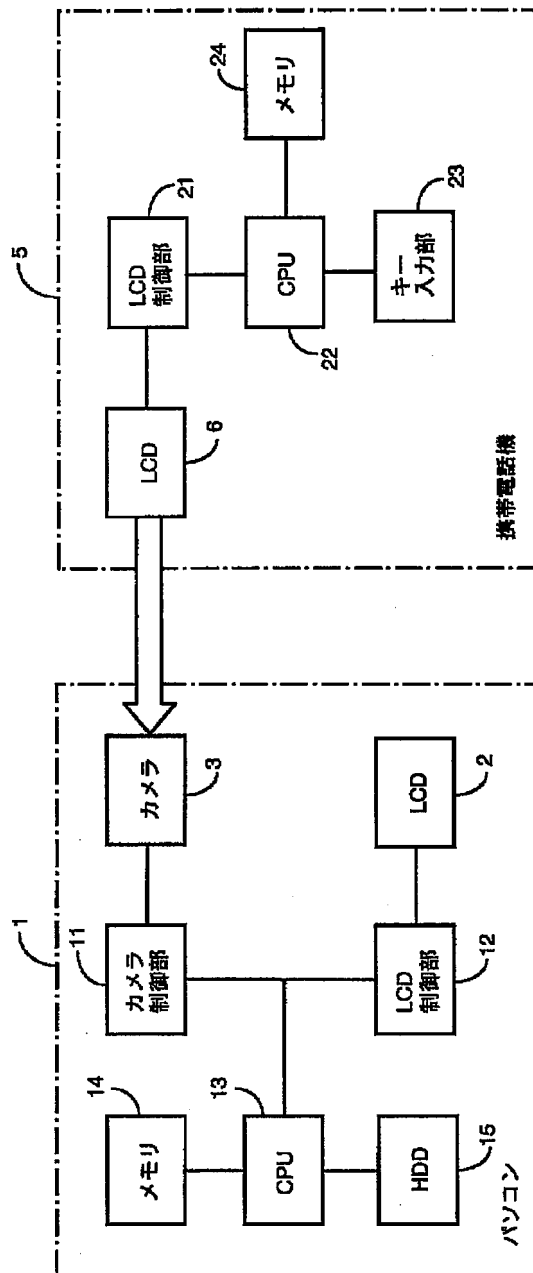 1
14
メモリ
13
CPU
HDD
15
パソコン
11
カメラ
制御部
LCD
制御部
12
カメラ
3
LCD
2
5
LCD
6
21
LCD
制御部
CPU
22
24
メモリ
キー
入力部
23
携帯電話機